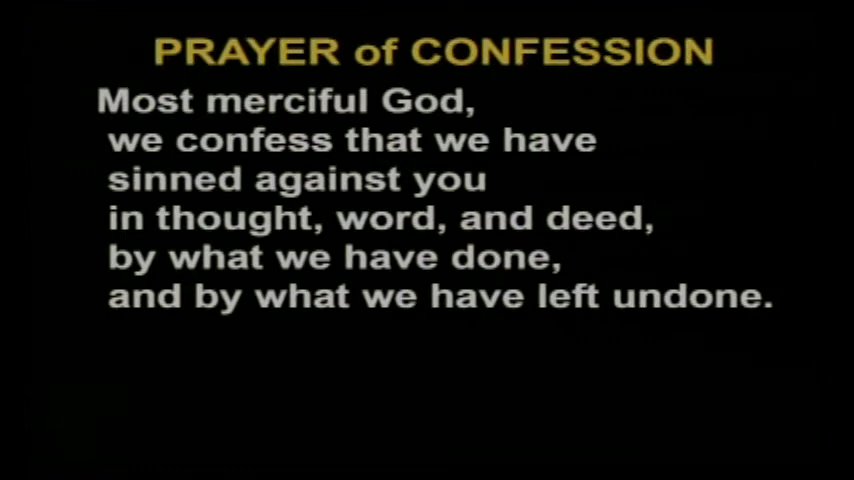 PRAYER of CONFESSION
Most merciful God,
we confess that we have
sinned against you
in thought, word, and deed,
by what we have done,
and by what we have left undone.